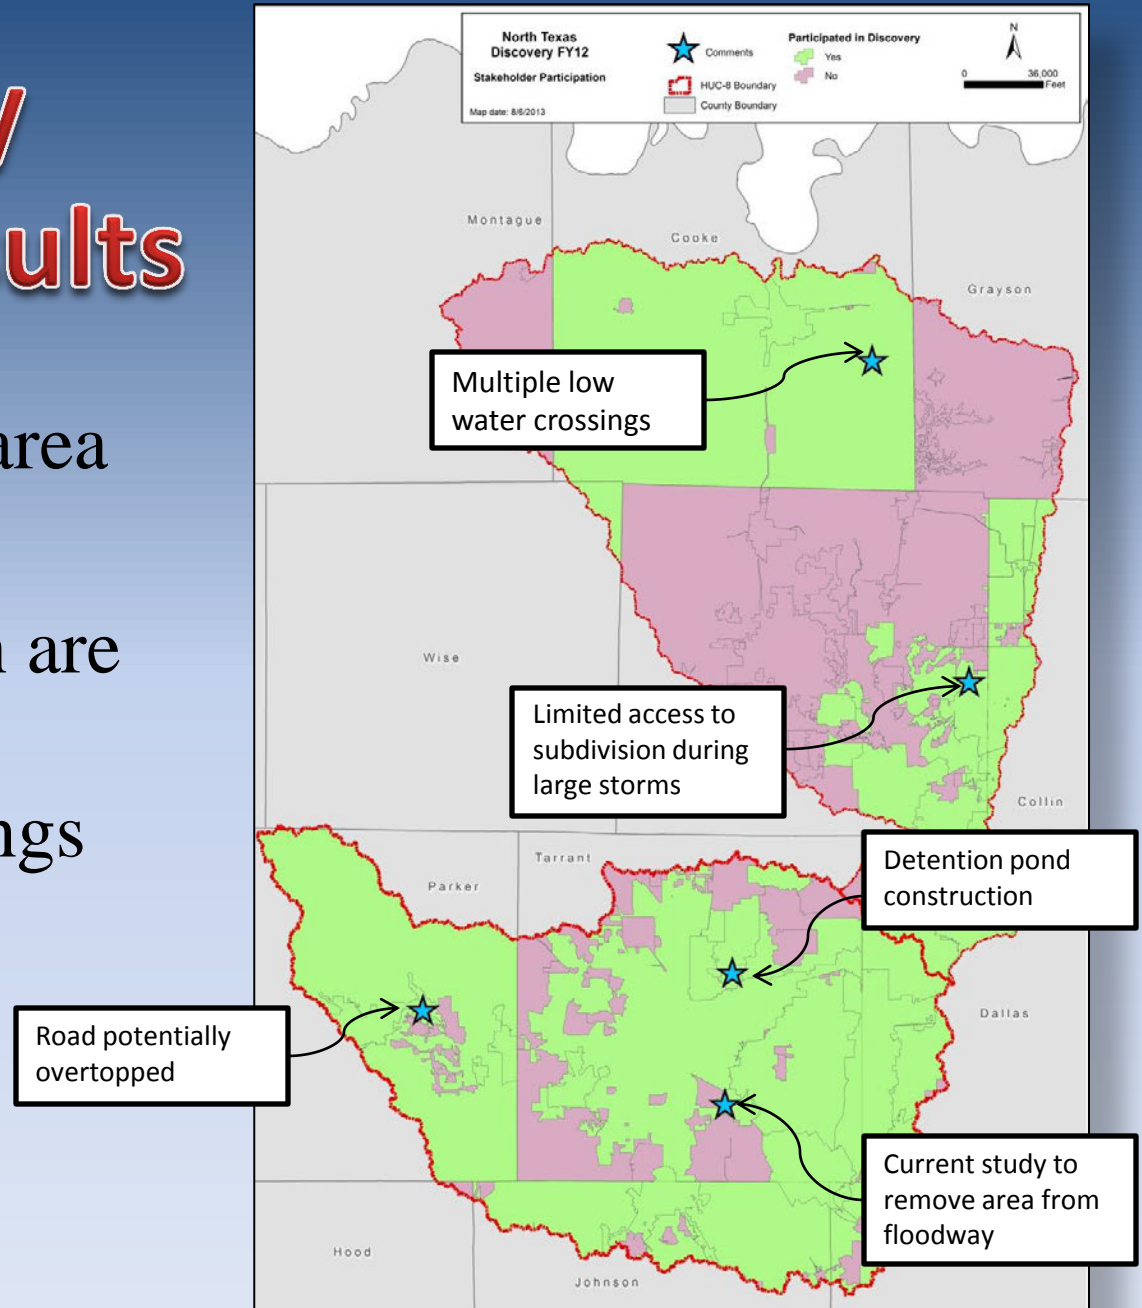 y
ults
area
are
ngs
North Texas
Discovery FY12
Stakeholder Participation
Map date: 8/6/2013
Comments
HUC-8 Boundary
County Boundary
Participated in Discovery
Yes
No
N
0 36,000
Feet
Montague
Cooke
Grayson
Multiple low
water crossings
Wise
Limited access to
subdivision during
large storms
Collin
Tarrant
Parker
Detention pond
construction
Dallas
Road potentially
overtopped
Current study to
remove area from
floodway
Hood
Johnson